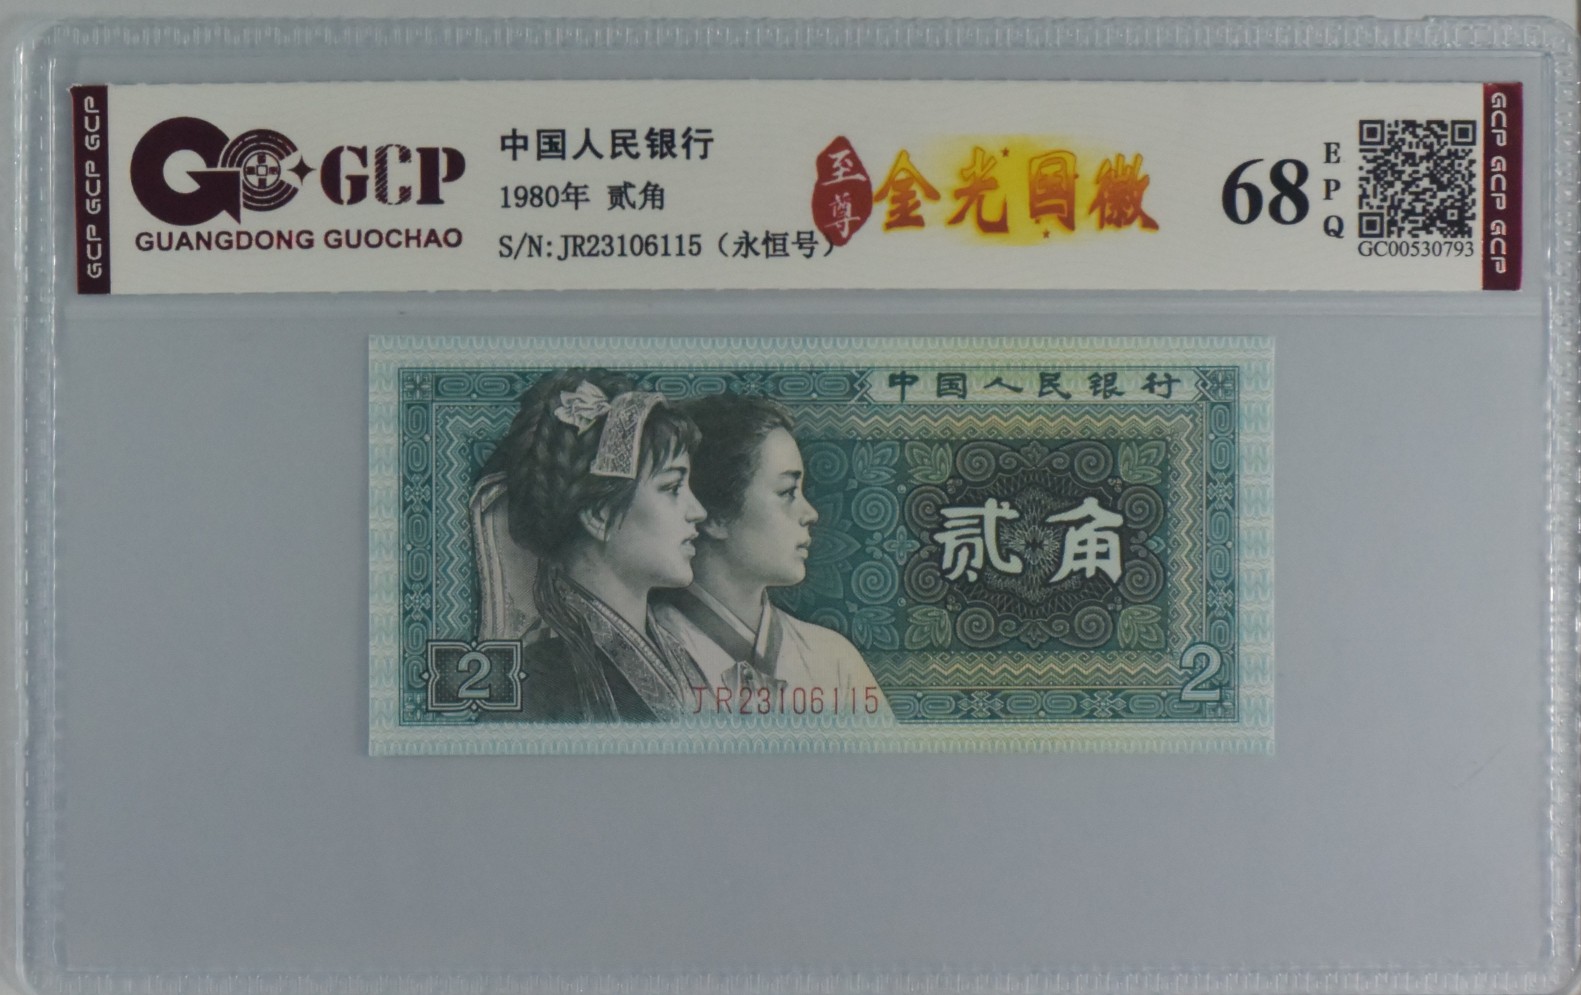 GCP GCP GCP
GCP
GUANGDONG GUOCHAO
中国人民银行
1980年 贰角
S/N:JR23106115（永恒号）
至尊
金光国徽
68
EPQ
GC00530793
GCP GCP GCP
中国人民银行
贰角
2
JR23106115
2